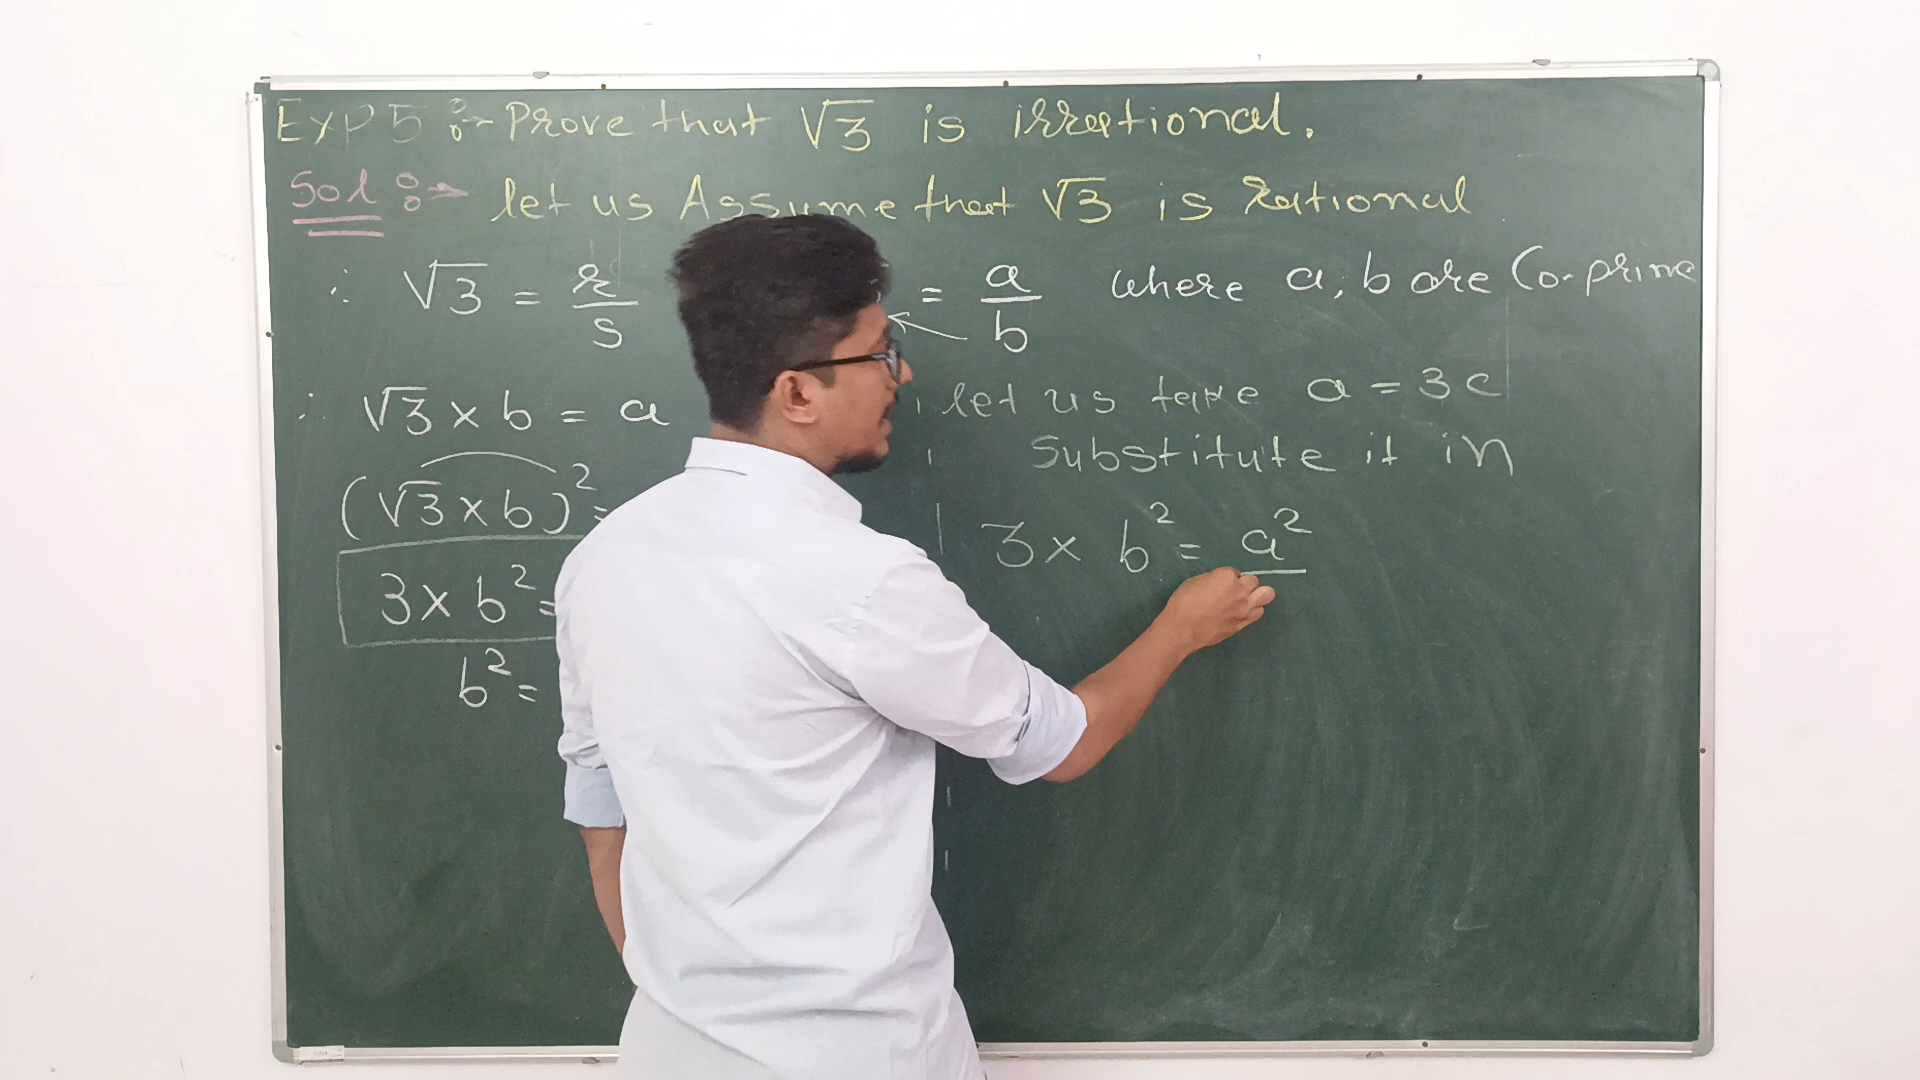 Exp 5 :- Prove that √3 is irrational.
Sol :- let us Assume that √3 is rational
∴ √3 = r/s = a/b where a, b are Co-prime
∴ √3 × b = a
(√3 × b)² =
3 × b² =
b² =
let us take a = 3c
Substitute it in
3 × b² = a²